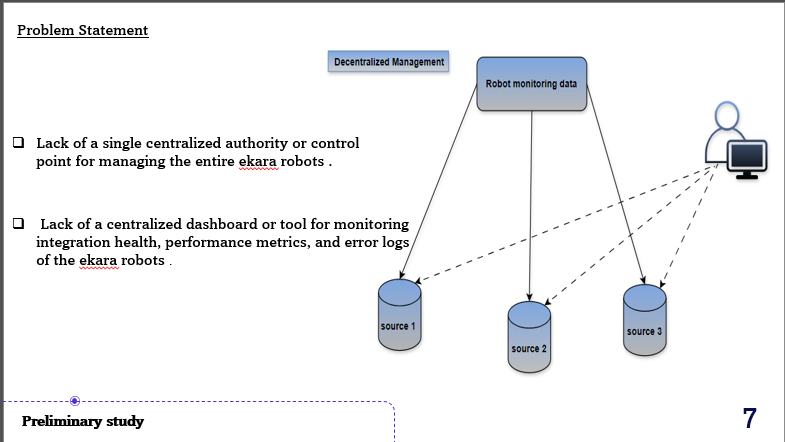 Problem Statement
Decentralized Management
Robot monitoring data
Lack of a single centralized authority or control
point for managing the entire ekara robots .
Lack of a centralized dashboard or tool for monitoring
integration health, performance metrics, and error logs
of the ekara robots .
source 1
source 2
source 3
Preliminary study
7